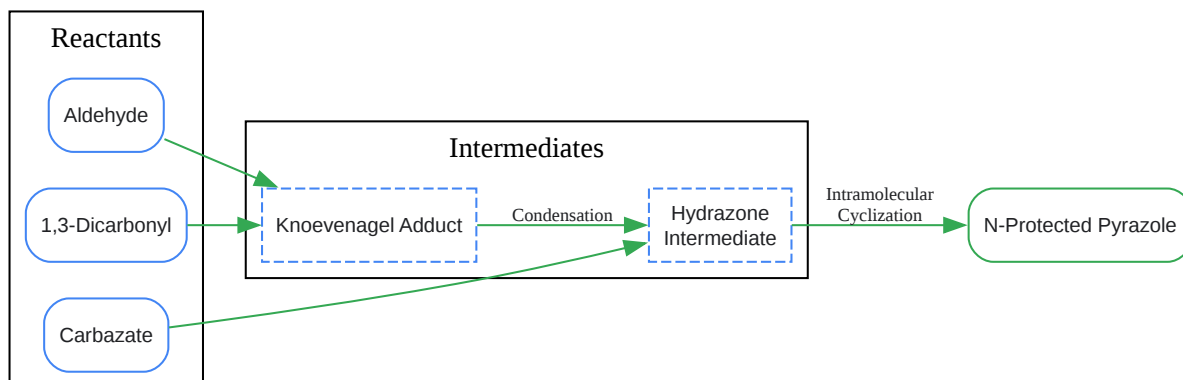 Reactants
Aldehyde
1,3-Dicarbonyl
Carbazate
Intermediates
Knoevenagel Adduct
Condensation
Hydrazone
Intermediate
Intramolecular
Cyclization
N-Protected Pyrazole